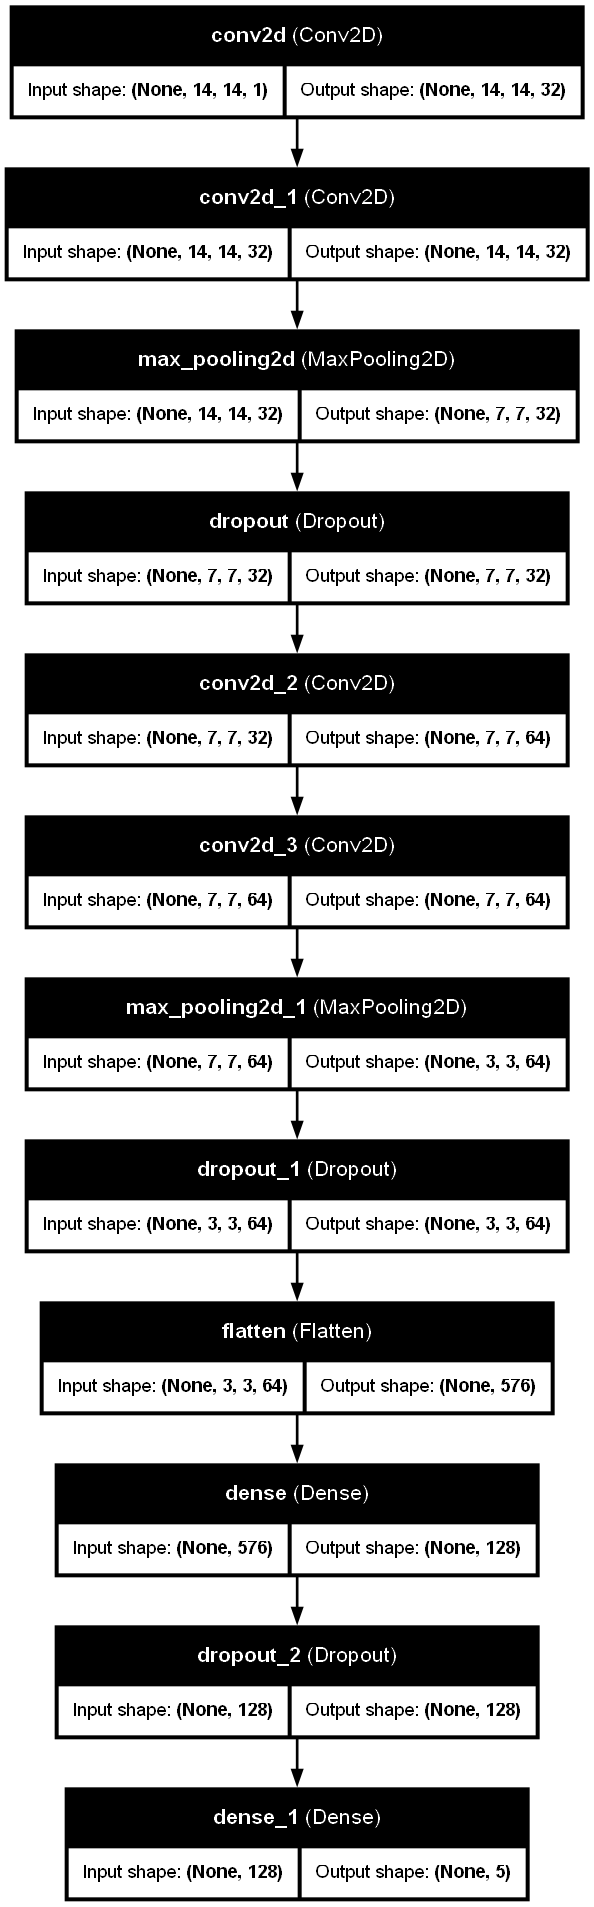 conv2d (Conv2D)
Input shape: (None, 14, 14, 1) Output shape: (None, 14, 14, 32)
conv2d_1 (Conv2D)
Input shape: (None, 14, 14, 32) Output shape: (None, 14, 14, 32)
max_pooling2d (MaxPooling2D)
Input shape: (None, 14, 14, 32) Output shape: (None, 7, 7, 32)
dropout (Dropout)
Input shape: (None, 7, 7, 32) Output shape: (None, 7, 7, 32)
conv2d_2 (Conv2D)
Input shape: (None, 7, 7, 32) Output shape: (None, 7, 7, 64)
conv2d_3 (Conv2D)
Input shape: (None, 7, 7, 64) Output shape: (None, 7, 7, 64)
max_pooling2d_1 (MaxPooling2D)
Input shape: (None, 7, 7, 64) Output shape: (None, 3, 3, 64)
dropout_1 (Dropout)
Input shape: (None, 3, 3, 64) Output shape: (None, 3, 3, 64)
flatten (Flatten)
Input shape: (None, 3, 3, 64) Output shape: (None, 576)
dense (Dense)
Input shape: (None, 576) Output shape: (None, 128)
dropout_2 (Dropout)
Input shape: (None, 128) Output shape: (None, 128)
dense_1 (Dense)
Input shape: (None, 128) Output shape: (None, 5)